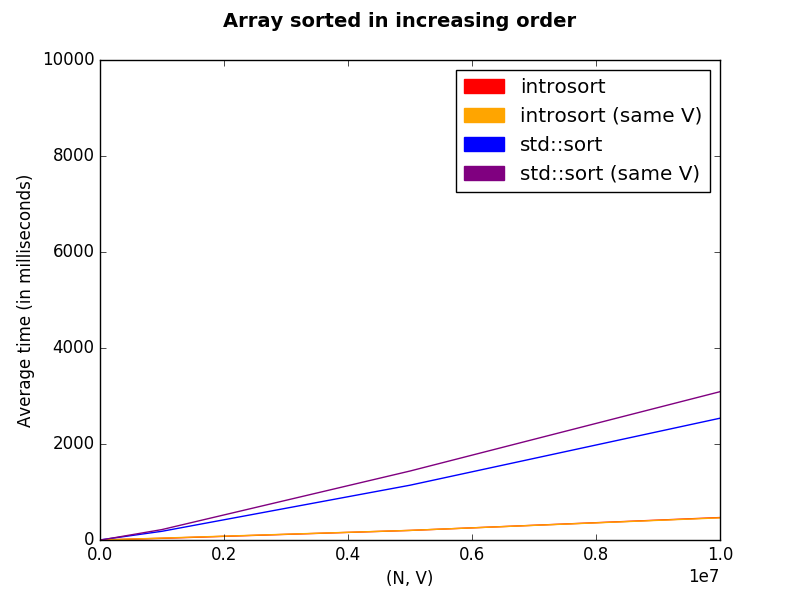 Array sorted in increasing order
10000
8000
6000
4000
2000
0
Average time (in milliseconds)
introsort
introsort (same V)
std::sort
std::sort (same V)
0.0 0.2 0.4 0.6 0.8 1.0
1e7
(N, V)